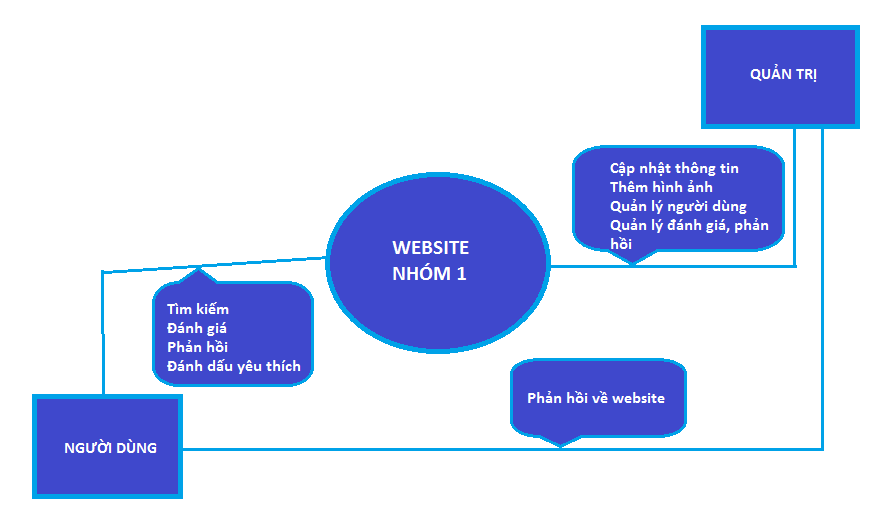 QUẢN TRỊ
Cập nhật thông tin
Thêm hình ảnh
Quản lý người dùng
Quản lý đánh giá, phản
hồi
WEBSITE
NHÓM 1
Tìm kiếm
Đánh giá
Phản hồi
Đánh dấu yêu thích
Phản hồi về website
NGƯỜI DÙNG